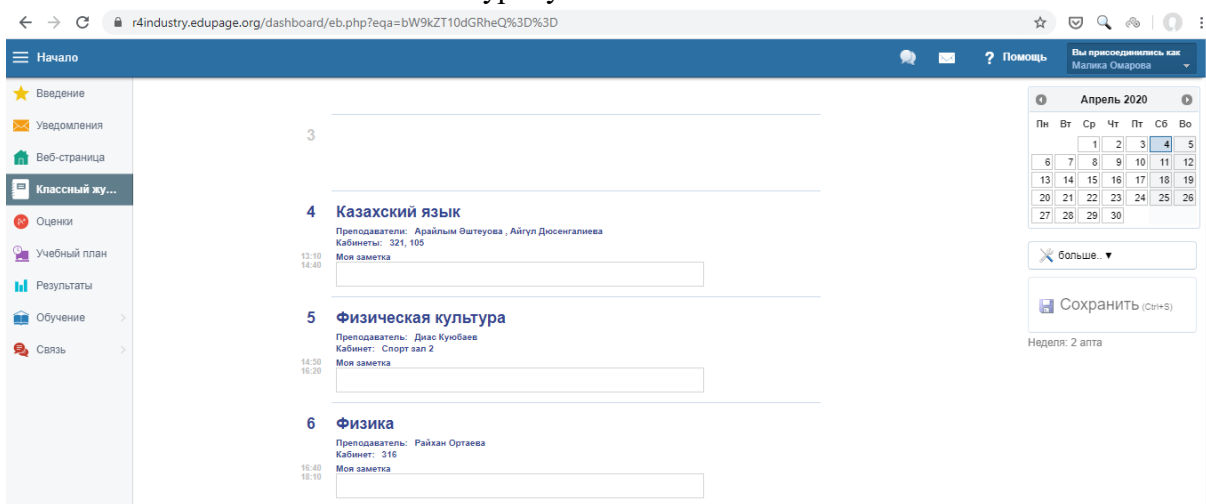 r4industry.edupage.org/dashboard/eb.php?eqa=bW9kZT10dGRheQ%3D%3D
Начало
? Помощь
Вы присоединились как
Малика Омарова
Введение
Уведомления
Веб-страница
Классный жу...
Оценки
Учебный план
Результаты
Обучение
Связь
3
4 Казахский язык
Преподаватели: Арайлым Әштеуова , Айгүл Дюсенгалиева
Кабинеты: 321, 105
13:10 Моя заметка
14:40
5 Физическая культура
Преподаватель: Диас Куюбаев
Кабинет: Спорт зал 2
14:50 Моя заметка
16:20
6 Физика
Преподаватель: Райхан Ортаева
Кабинет: 316
16:40 Моя заметка
18:10
Апрель 2020
Пн Вт Ср Чт Пт Сб Во
1 2 3 4 5
6 7 8 9 10 11 12
13 14 15 16 17 18 19
20 21 22 23 24 25 26
27 28 29 30
больше.. ▼
Сохранить (Ctrl+S)
Неделя: 2 апта